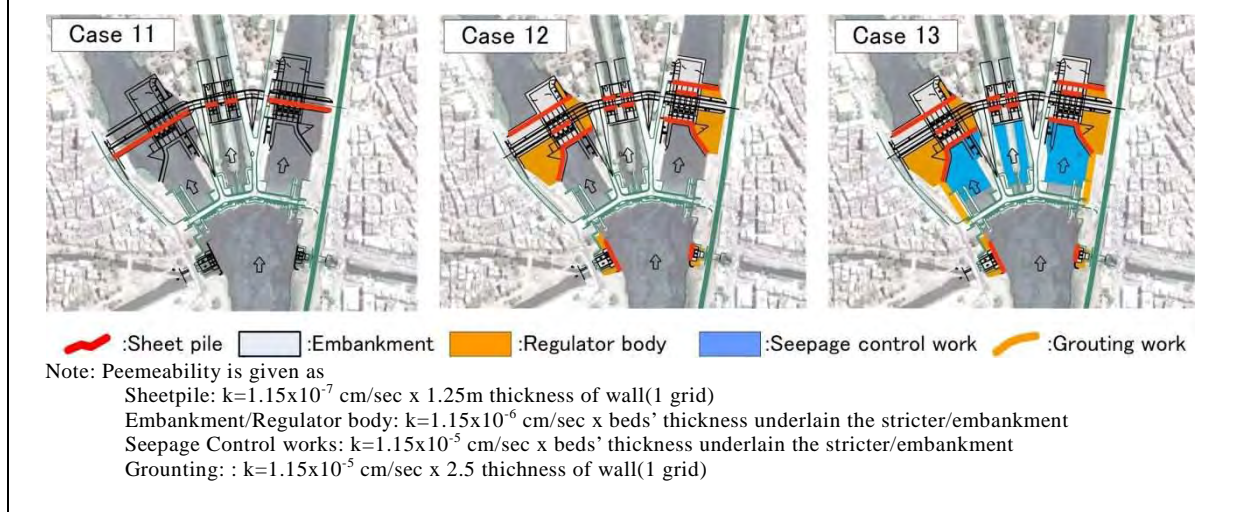 Case 11
Case 12
Case 13
:Sheet pile :Embankment :Regulator body :Seepage control work :Grouting work
Note: Peemeability is given as
Sheetpile: k=1.15x10-7 cm/sec x 1.25m thickness of wall(1 grid)
Embankment/Regulator body: k=1.15x10-6 cm/sec x beds' thickness underlain the stricter/embankment
Seepage Control works: k=1.15x10-5 cm/sec x beds' thickness underlain the stricter/embankment
Grounting: : k=1.15x10-5 cm/sec x 2.5 thichness of wall(1 grid)